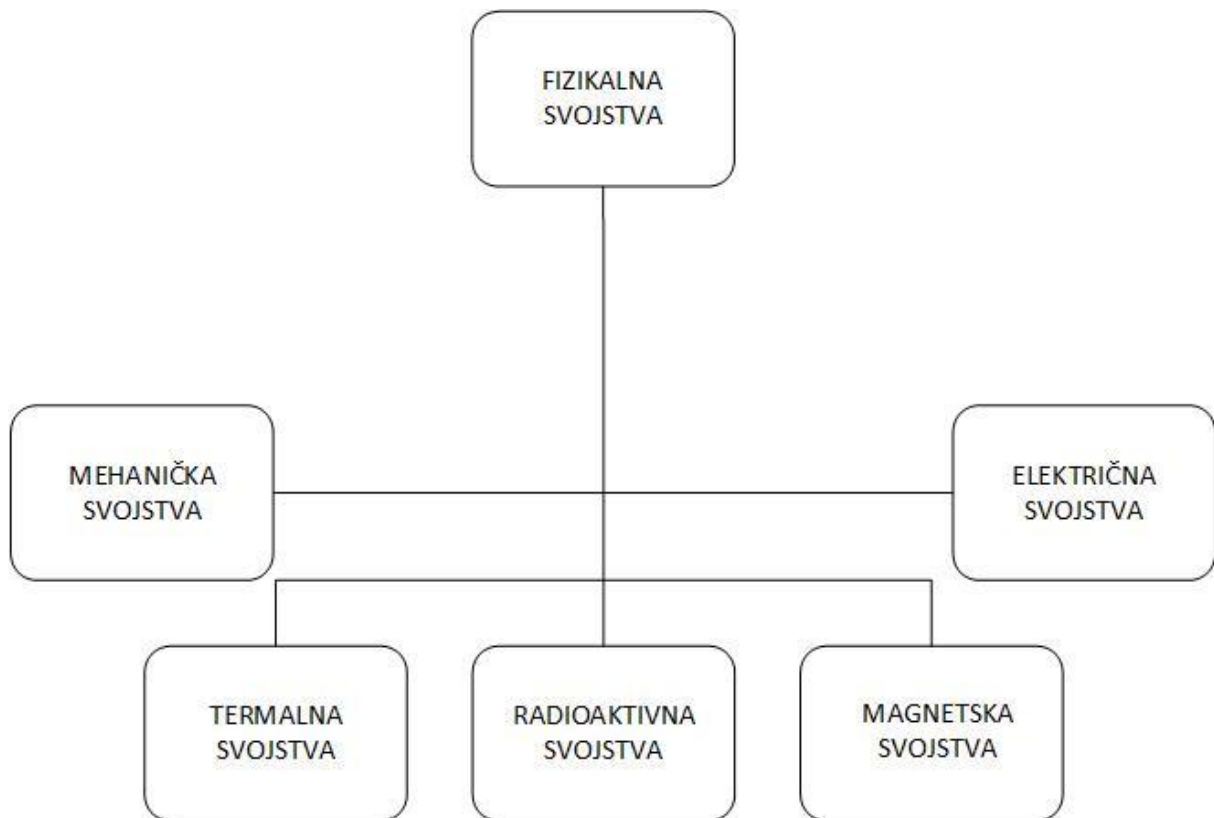 FIZIKALNA
SVOJSTVA
MEHANIČKA
SVOJSTVA
ELEKTRIČNA
SVOJSTVA
TERMALNA
SVOJSTVA
RADIOAKTIVNA
SVOJSTVA
MAGNETSKA
SVOJSTVA